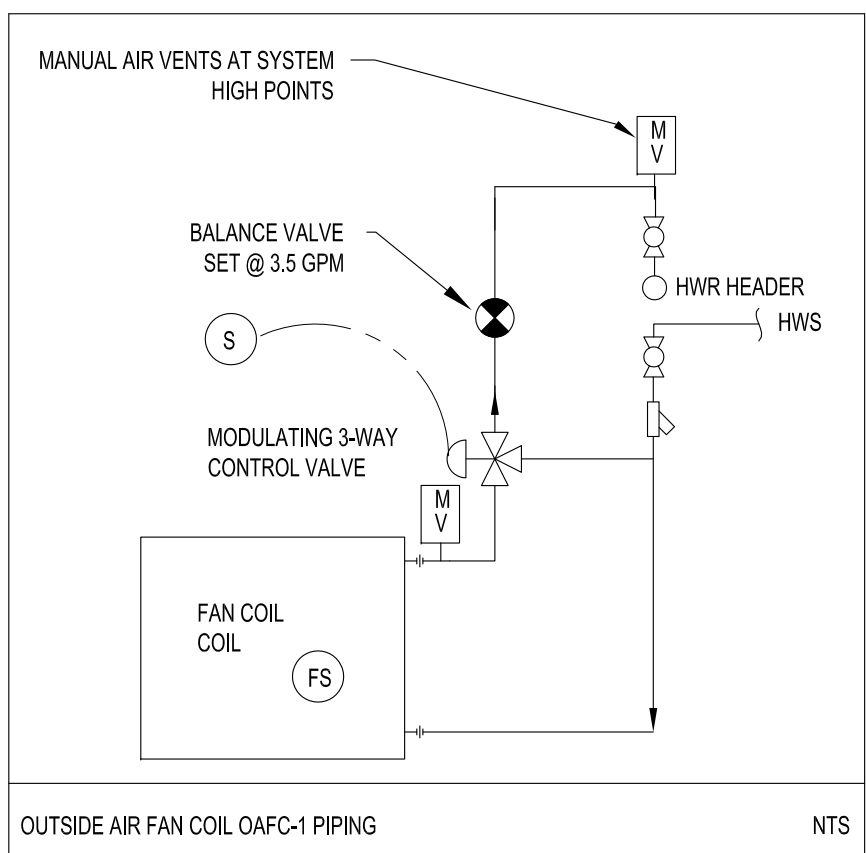 MANUAL AIR VENTS AT SYSTEM
HIGH POINTS
M
V
BALANCE VALVE
SET @ 3.5 GPM
HWR HEADER
HWS
S
MODULATING 3-WAY
CONTROL VALVE
M
V
FAN COIL
COIL
FS
OUTSIDE AIR FAN COIL OAFC-1 PIPING
NTS